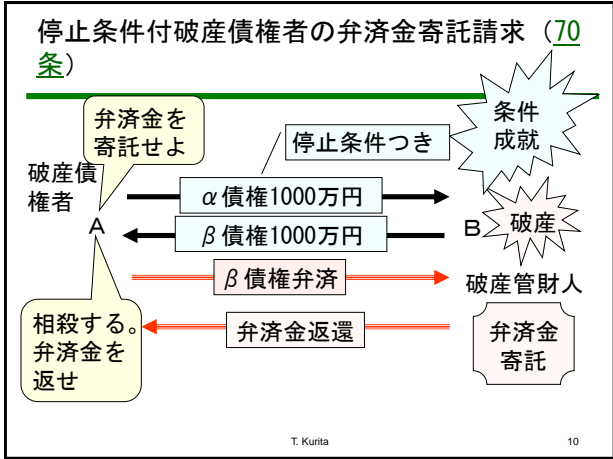 停止条件付破産債権者の弁済金寄託請求（70
条）
弁済金を
寄託せよ
停止条件つき
条件
成就
破産債
権者
α債権1000万円
A
β債権1000万円
B
破産
β債権弁済
破産管財人
相殺する。
弁済金を
返せ
弁済金返還
弁済金
寄託
T. Kurita
10